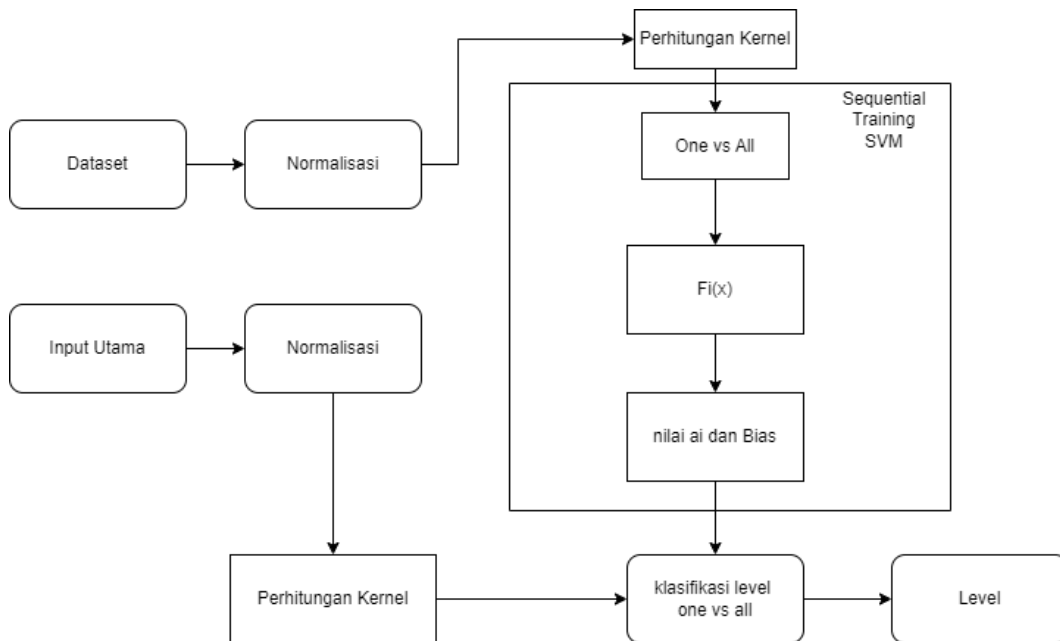 Perhitungan Kernel
Sequential
Training
SVM
One vs All
Dataset
Normalisasi
Fi(x)
Input Utama
Normalisasi
nilai ai dan Bias
Perhitungan Kernel
klasifikasi level
one vs all
Level